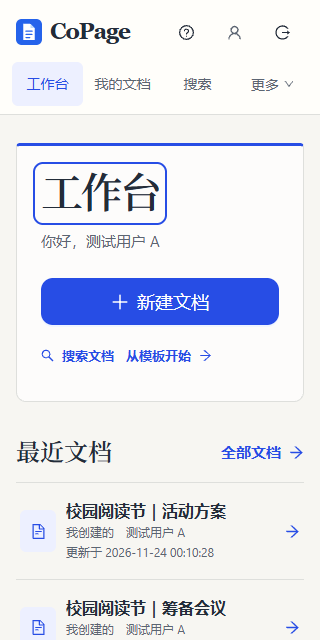 CoPage
工作台 我的文档 搜索 更多
工作台
你好，测试用户 A
新建文档
搜索文档 从模板开始
最近文档 全部文档
校园阅读节 | 活动方案
我创建的 测试用户 A
更新于 2026-11-24 00:10:28
校园阅读节 | 筹备会议
我创建的 测试用户 A